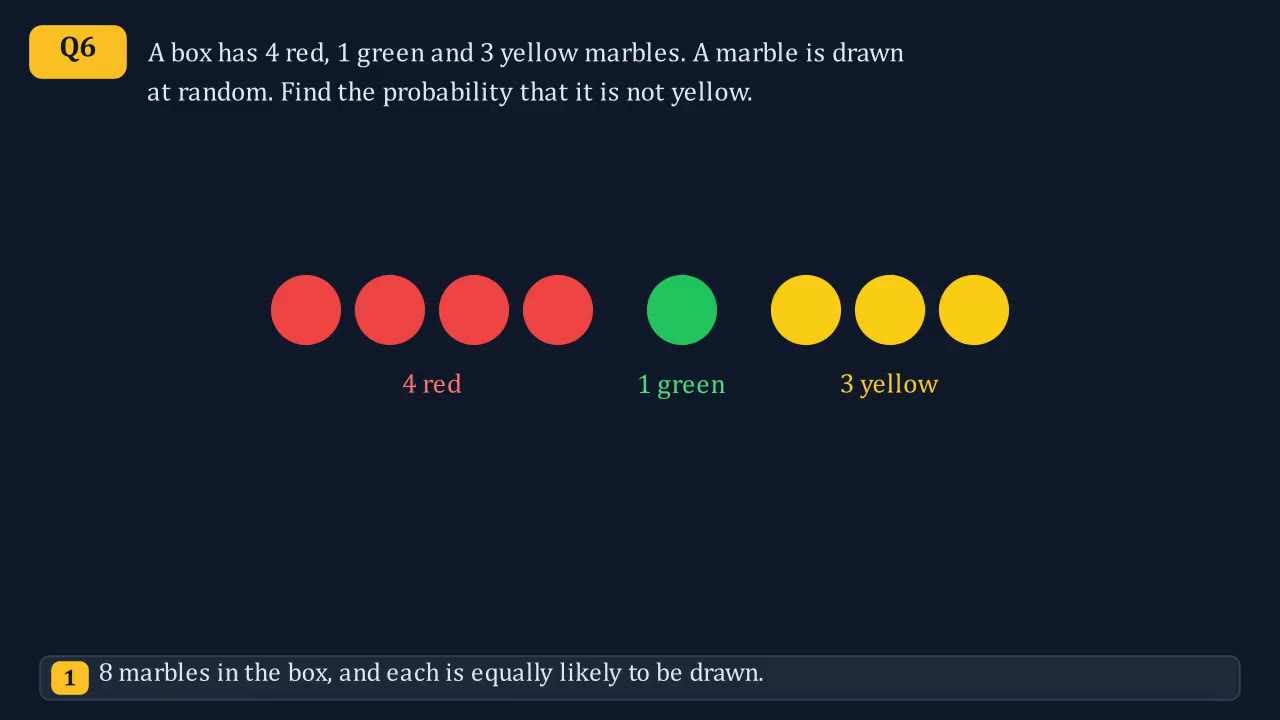 Q6
A box has 4 red, 1 green and 3 yellow marbles. A marble is drawn
at random. Find the probability that it is not yellow.
4 red
1 green
3 yellow
1 8 marbles in the box, and each is equally likely to be drawn.